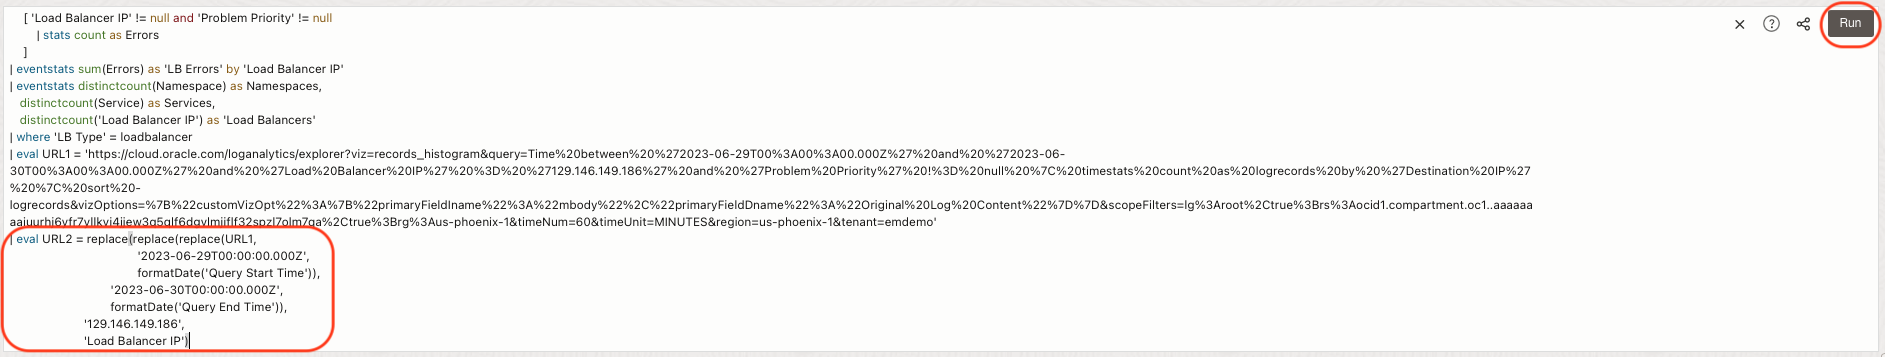 [ 'Load Balancer IP' != null and 'Problem Priority' != null
| stats count as Errors
]
| eventstats sum(Errors) as 'LB Errors' by 'Load Balancer IP'
| eventstats distinctcount(Namespace) as Namespaces,
distinctcount(Service) as Services,
distinctcount('Load Balancer IP') as 'Load Balancers'
| where 'LB Type' = loadbalancer
| eval URL1 = 'https://cloud.oracle.com/loganalytics/explorer?viz=records_histogram&query=Time%20between%20%272023-06-29T00%3A00%3A00.000Z%27%20and%20%272023-06-
30T00%3A00%3A00.000Z%27%20and%20%27Load%20Balancer%20IP%27%20%3D%20%27129.146.149.186%27%20and%20%27Problem%20Priority%27%20!%3D%20null%20%7C%20timestats%20count%20as%20logrecords%20by%20%27Destination%20IP%27
%20%7C%20sort%20-
logrecords&vizOptions=%7B%22customVizOpt%22%3A%7B%22primaryFieldIname%22%3A%22mbody%22%2C%22primaryFieldDname%22%3A%22Original%20Log%20Content%22%7D%7D&scopeFilters=lg%3Aroot%2Ctrue%3Brs%3Aocid1.compartment.oc1..aaaaaa
%2Ctrue%3Brg%3Aus-phoenix-1&timeNum=60&timeUnit=MINUTES&region=us-phoenix-1&tenant=emdemo'
| eval URL2 = replace(replace(replace(URL1,
'2023-06-29T00:00:00.000Z',
formatDate('Query Start Time')),
'2023-06-30T00:00:00.000Z',
formatDate('Query End Time')),
'129.146.149.186',
'Load Balancer IP')
Run